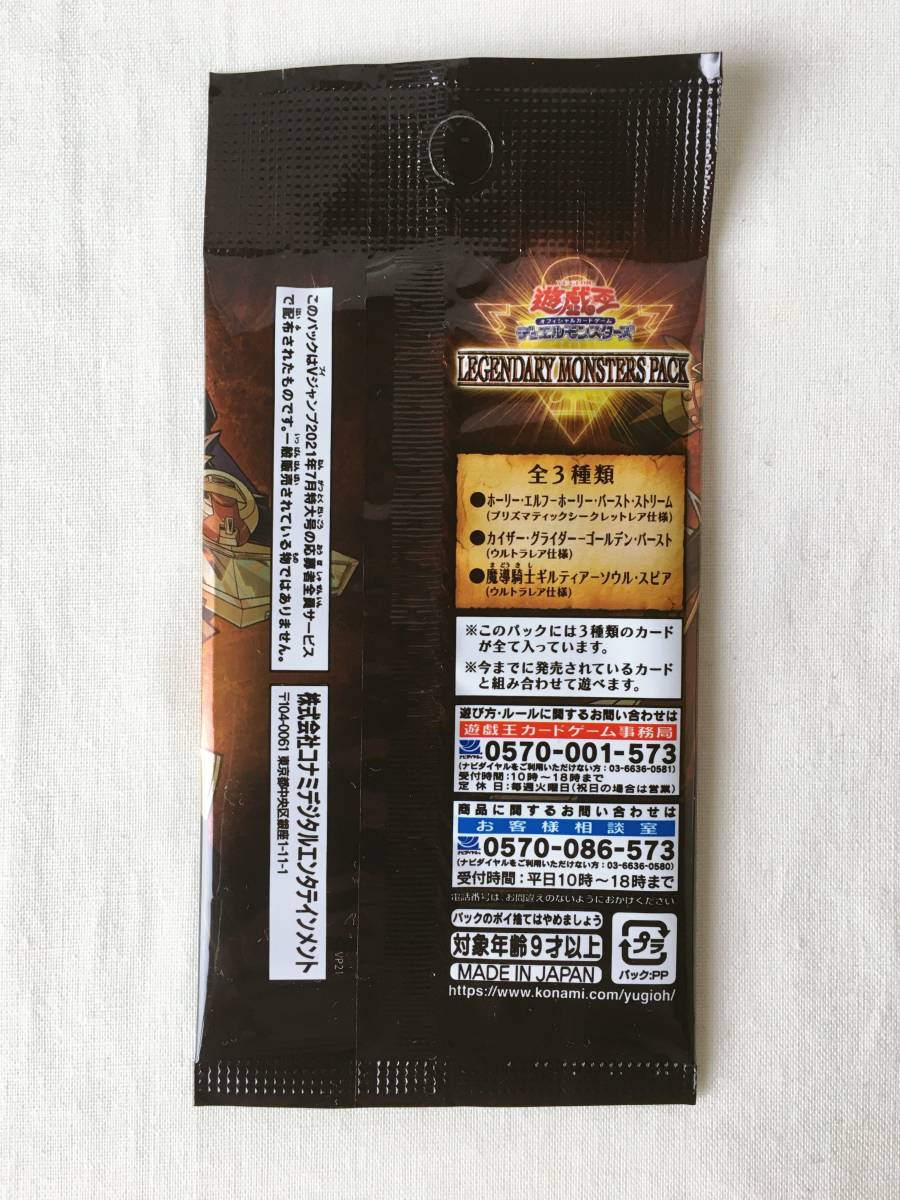 遊戯王
オフィシャルカードゲーム
デュエルモンスターズ
LEGENDARY MONSTERS PACK
全3種類
●ホーリー・エルフーホーリー・バースト・ストリーム
(プリズマティックシークレットレア仕様)
●カイザー・グライダーーゴールデン・バースト
(ウルトラレア仕様)
●魔導騎士ギルティアーソウル・スピア
(ウルトラレア仕様)
※このパックには3種類のカード
が全て入っています。
※今までに発売されているカード
と組み合わせて遊べます。
遊び方・ルールに関するお問い合わせは
遊戯王カードゲーム事務局
0570-001-573
(ナビダイヤルをご利用いただけない方:03-6636-0581)
受付時間:10時~18時まで
定休日:毎週火曜日(祝日の場合は営業)
商品に関するお問い合わせは
お客様相談室
0570-086-573
(ナビダイヤルをご利用いただけない方:03-6636-0580)
受付時間:平日10時~18時まで
電話番号は、お間違えのないようにおかけください
パックのポイ捨てはやめましょう
対象年齢9才以上
MADE IN JAPAN
プラ
パック:PP
https://www.konami.com/yugioh/
このパックはVジャンプ2021年7月特大号の応募者全員サービス
で配布されたものです。一般販売されている物ではありません。
株式会社コナミデジタルエンタテインメント
〒104-0061 東京都中央区銀座1-11-1
VP21